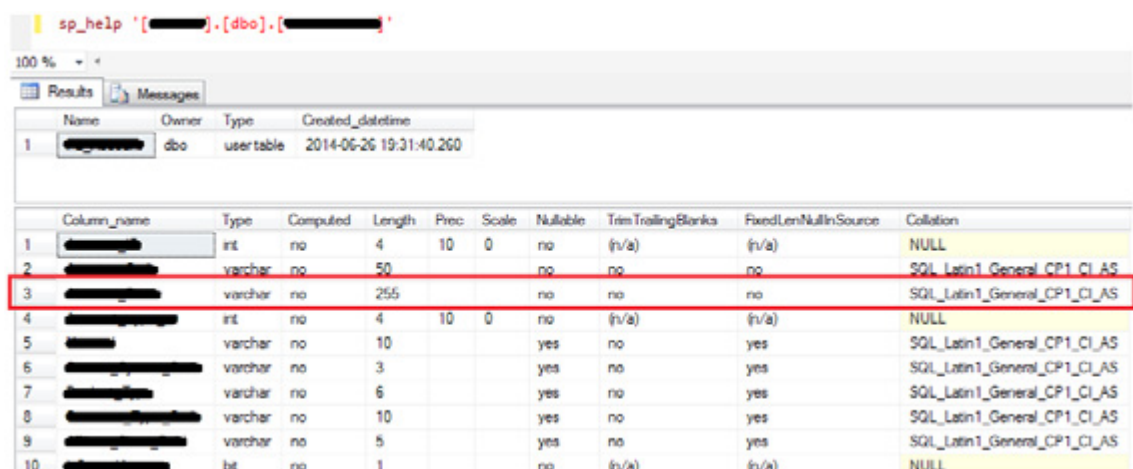 sp_help '[].[dbo].[]'
100 %
Results Messages
Name Owner Type Created_datetime
1 dbo user table 2014-06-26 19:31:40.260
Column_name Type Computed Length Prec Scale Nullable TrimTrailingBlanks FixedLenNullInSource Collation
1 int no 4 10 0 no (n/a) (n/a) NULL
2 varchar no 50 no no no SQL_Latin1_General_CP1_CI_AS
3 varchar no 255 no no no SQL_Latin1_General_CP1_CI_AS
4 int no 4 10 0 no (n/a) (n/a) NULL
5 varchar no 10 yes no yes SQL_Latin1_General_CP1_CI_AS
6 varchar no 3 yes no yes SQL_Latin1_General_CP1_CI_AS
7 varchar no 6 yes no yes SQL_Latin1_General_CP1_CI_AS
8 varchar no 10 yes no yes SQL_Latin1_General_CP1_CI_AS
9 varchar no 5 yes no yes SQL_Latin1_General_CP1_CI_AS
10 bit no 1 no (n/a) (n/a) NULL